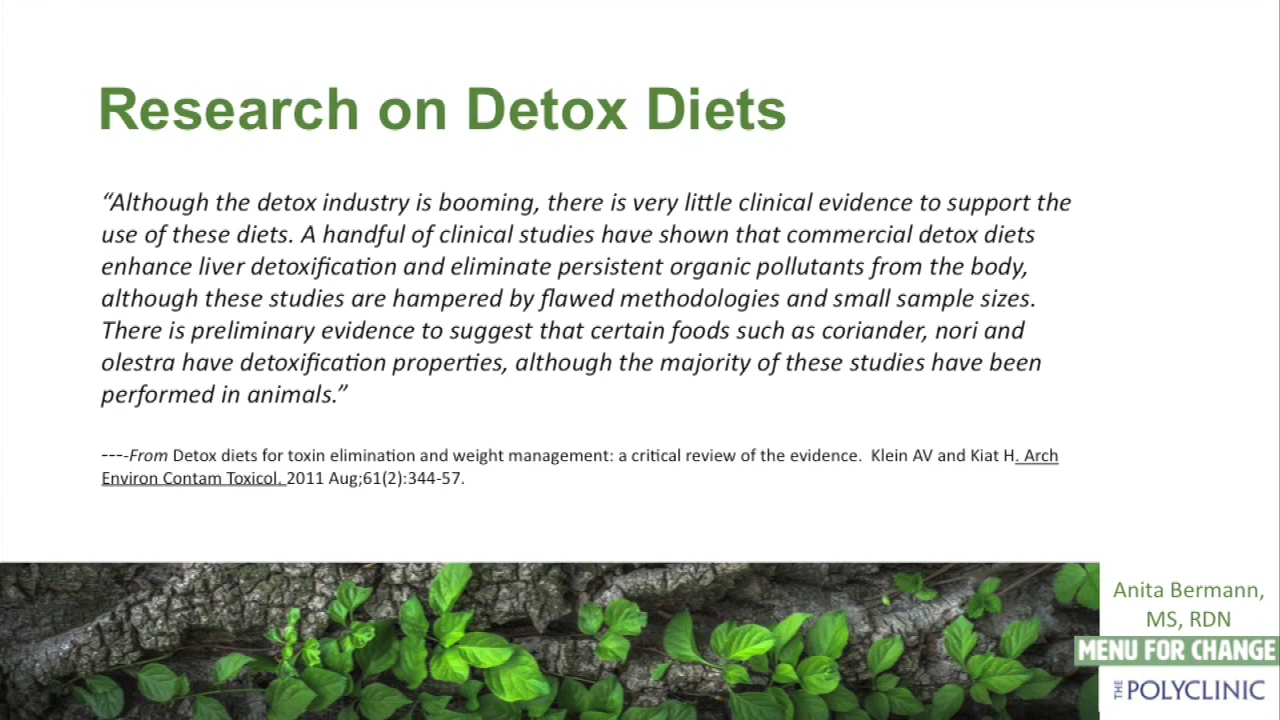 Research on Detox Diets
“Although the detox industry is booming, there is very little clinical evidence to support the
use of these diets. A handful of clinical studies have shown that commercial detox diets
enhance liver detoxification and eliminate persistent organic pollutants from the body,
although these studies are hampered by flawed methodologies and small sample sizes.
There is preliminary evidence to suggest that certain foods such as coriander, nori and
olestra have detoxification properties, although the majority of these studies have been
performed in animals.”
----From Detox diets for toxin elimination and weight management: a critical review of the evidence.  Klein AV and Kiat H. Arch
Environ Contam Toxicol. 2011 Aug;61(2):344-57.
Anita Bermann,
MS, RDN
MENU FOR CHANGE
THE POLYCLINIC